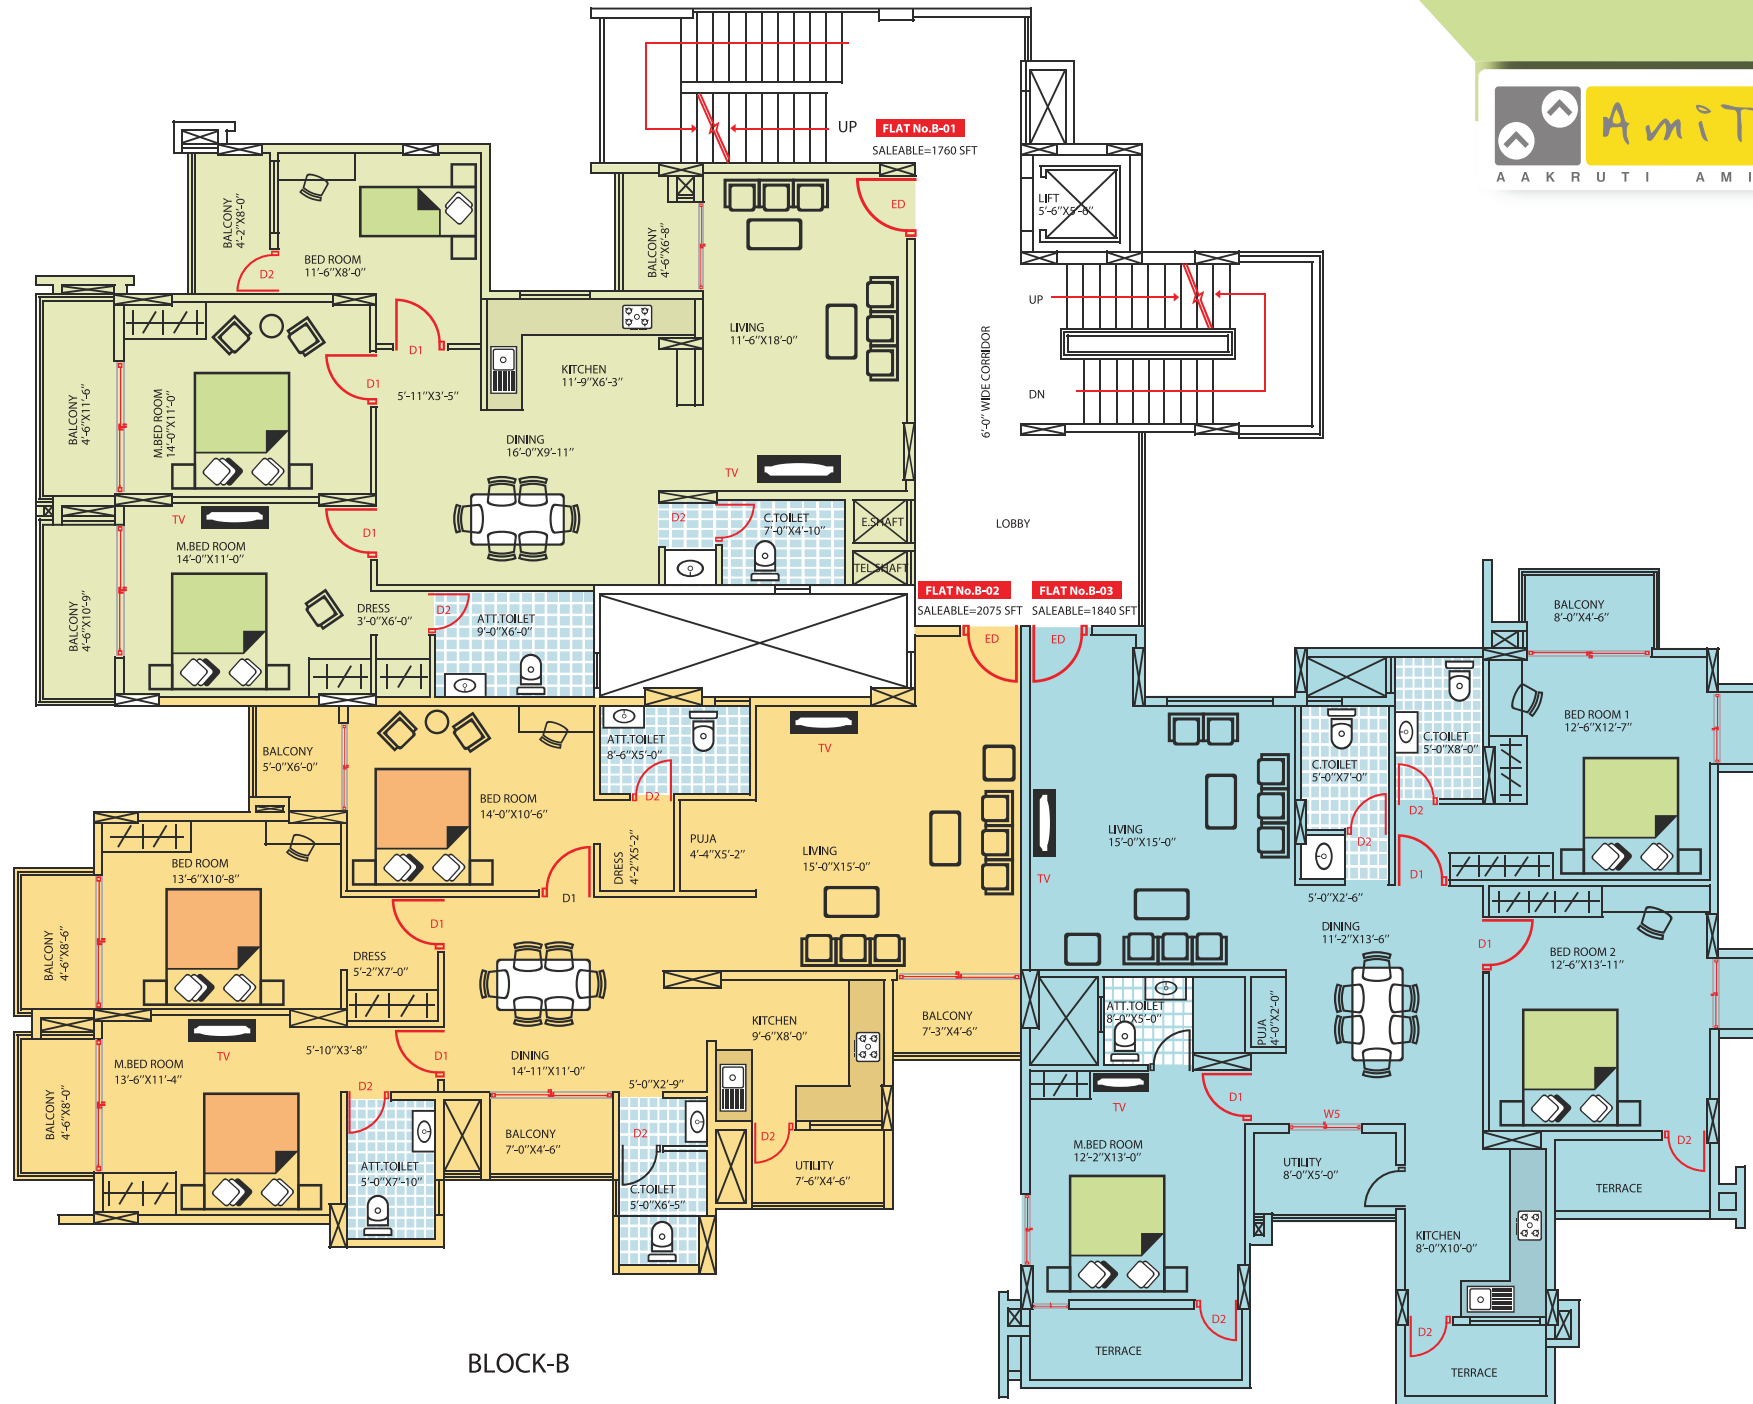 AmiT
AAKRUTI AMI
UP
FLAT No.B-01
SALEABLE=1760 SFT
LIFT
5'-6"X5'-6"
UP
DN
6'-0" WIDE CORRIDOR
LOBBY
BALCONY
4'-2"X8'-0"
BED ROOM
11'-6"X8'-0"
D2
D1
BALCONY
4'-6"X6'-8"
ED
LIVING
11'-6"X18'-0"
KITCHEN
11'-9"X6'-3"
BALCONY
4'-6"X11'-6"
M.BED ROOM
14'-0"X11'-0"
D1
5'-11"X3'-5"
DINING
16'-0"X9'-11"
TV
TV
D1
M.BED ROOM
14'-0"X11'-0"
BALCONY
4'-6"X10'-9"
DRESS
3'-0"X6'-0"
D2
ATT.TOILET
9'-0"X6'-0"
D2
C.TOILET
7'-0"X4'-10"
E.SHAFT
TEL.SHAFT
FLAT No.B-02
SALEABLE=2075 SFT
ED
BALCONY
5'-0"X6'-0"
BED ROOM
14'-0"X10'-6"
ATT.TOILET
8'-6"X5'-0"
D2
TV
DRESS
4'-2"X5'-2"
PUJA
4'-4"X5'-2"
LIVING
15'-0"X15'-0"
D1
BED ROOM
13'-6"X10'-8"
D1
BALCONY
4'-6"X8'-6"
DRESS
5'-2"X7'-0"
TV
5'-10"X3'-8"
D1
DINING
14'-11"X11'-0"
M.BED ROOM
13'-6"X11'-4"
BALCONY
4'-6"X8'-0"
D2
ATT.TOILET
5'-0"X7'-10"
BALCONY
7'-0"X4'-6"
5'-0"X2'-9"
D2
C.TOILET
5'-0"X6'-5"
KITCHEN
9'-6"X8'-0"
D2
UTILITY
7'-6"X4'-6"
BALCONY
7'-3"X4'-6"
FLAT No.B-03
SALEABLE=1840 SFT
ED
LIVING
15'-0"X15'-0"
TV
C.TOILET
5'-0"X7'-0"
D2
C.TOILET
5'-0"X8'-0"
D2
D1
BALCONY
8'-0"X4'-6"
BED ROOM 1
12'-6"X12'-7"
5'-0"X2'-6"
DINING
11'-2"X13'-6"
D1
BED ROOM 2
12'-6"X13'-11"
ATT.TOILET
8'-0"X5'-0"
PUJA
4'-0"X2'-0"
TV
D1
M.BED ROOM
12'-2"X13'-0"
W5
UTILITY
8'-0"X5'-0"
D2
TERRACE
KITCHEN
8'-0"X10'-0"
D2
TERRACE
D2
TERRACE
BLOCK-B